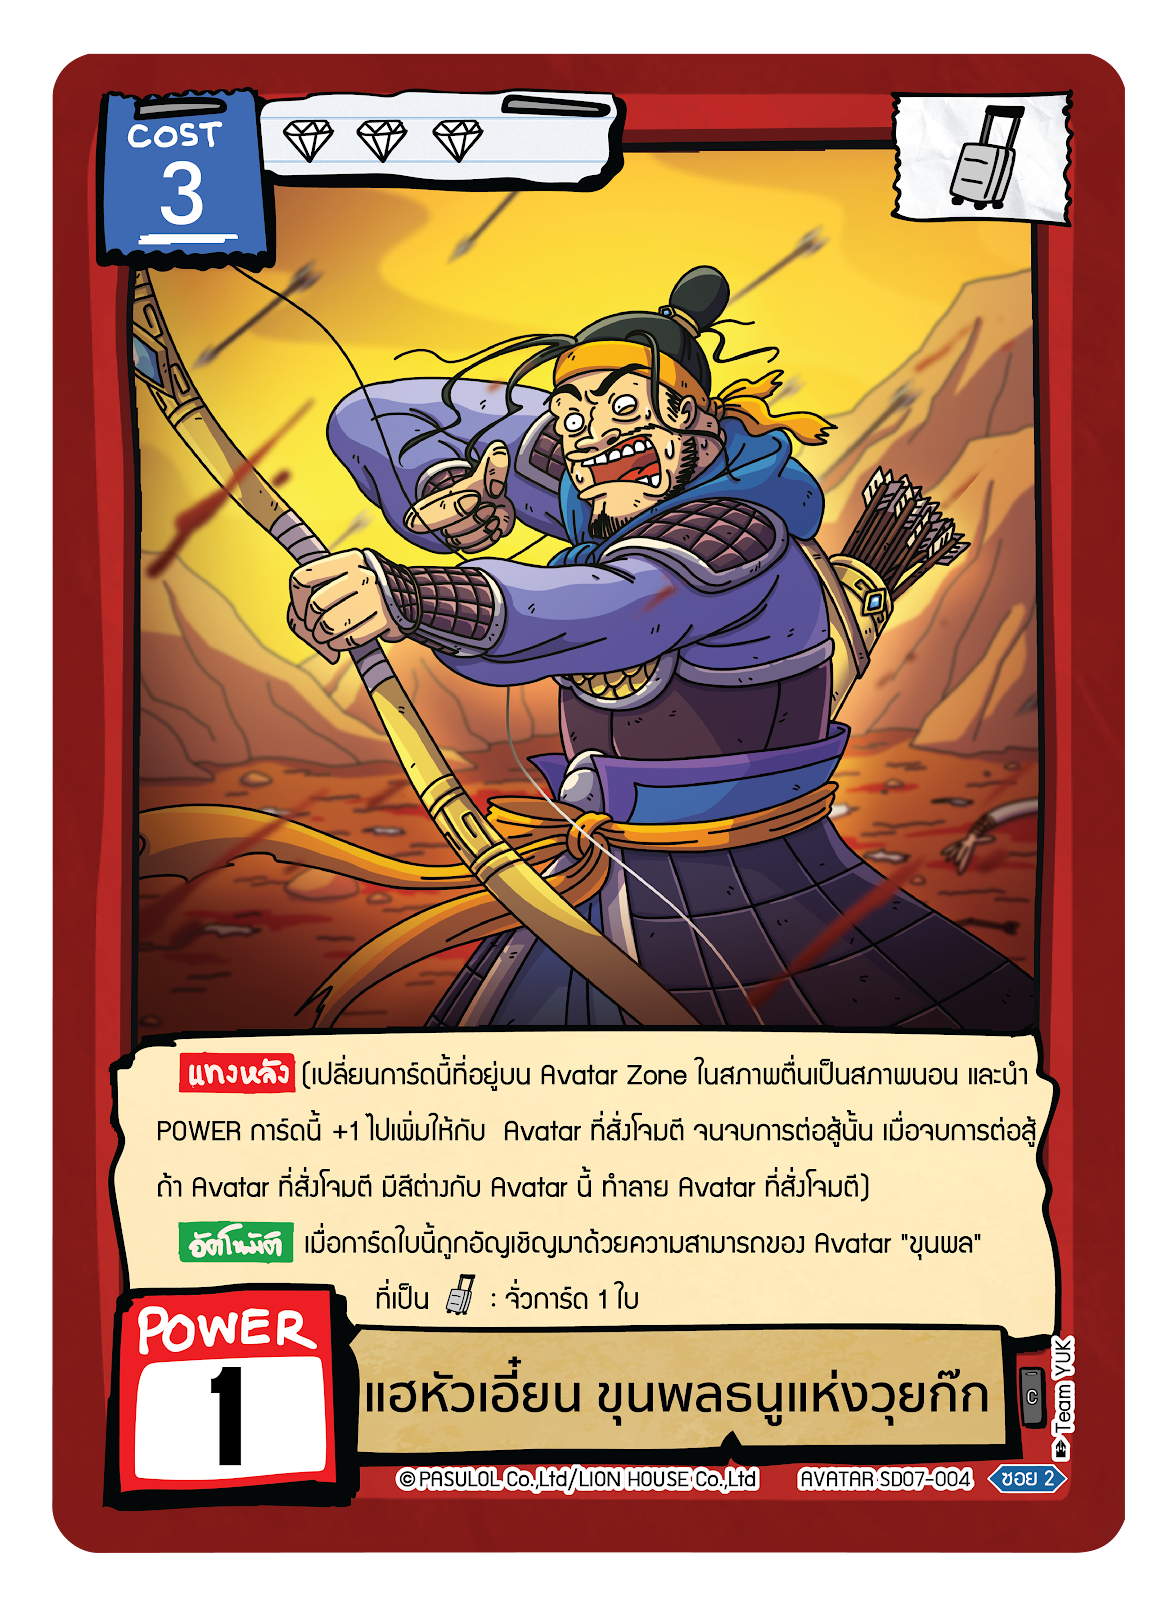 COST
3
แทงหลัง (เปลี่ยนการ์ดนี้ที่อยู่บน Avatar Zone ในสภาพตื่นเป็นสภาพนอน และนำ
POWER การ์ดนี้ +1 ไปเพิ่มให้กับ Avatar ที่สั่งโจมตี จนจบการต่อสู้นั้น เมื่อจบการต่อสู้
ถ้า Avatar ที่สั่งโจมตี มีสีต่างกับ Avatar นี้ ทำลาย Avatar ที่สั่งโจมตี)
อัตโนมัติ เมื่อการ์ดใบนี้ถูกอัญเชิญมาด้วยความสามารถของ Avatar "ขุนพล"
ที่เป็น : จั่วการ์ด 1 ใบ
POWER
1
แฮหัวเอี๋ยน ขุนพลธนูแห่งวุยก๊ก
C
Team YUK
© PASULOL Co.,Ltd/LION HOUSE Co.,Ltd AVATAR SD07-004 ซอย 2